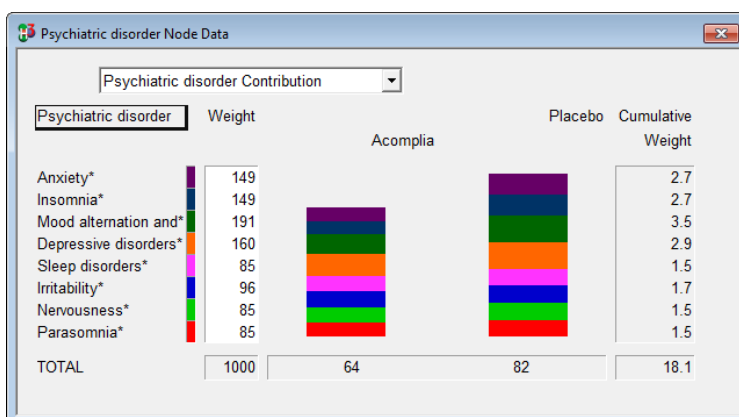 Psychiatric disorder Node Data
Psychiatric disorder Contribution
Psychiatric disorder Weight Placebo Cumulative
Acomplia Weight
Anxiety* 149 2.7
Insomnia* 149 2.7
Mood alternation and* 191 3.5
Depressive disorders* 160 2.9
Sleep disorders* 85 1.5
Irritability* 96 1.7
Nervousness* 85 1.5
Parasomnia* 85 1.5
TOTAL 1000 64 82 18.1